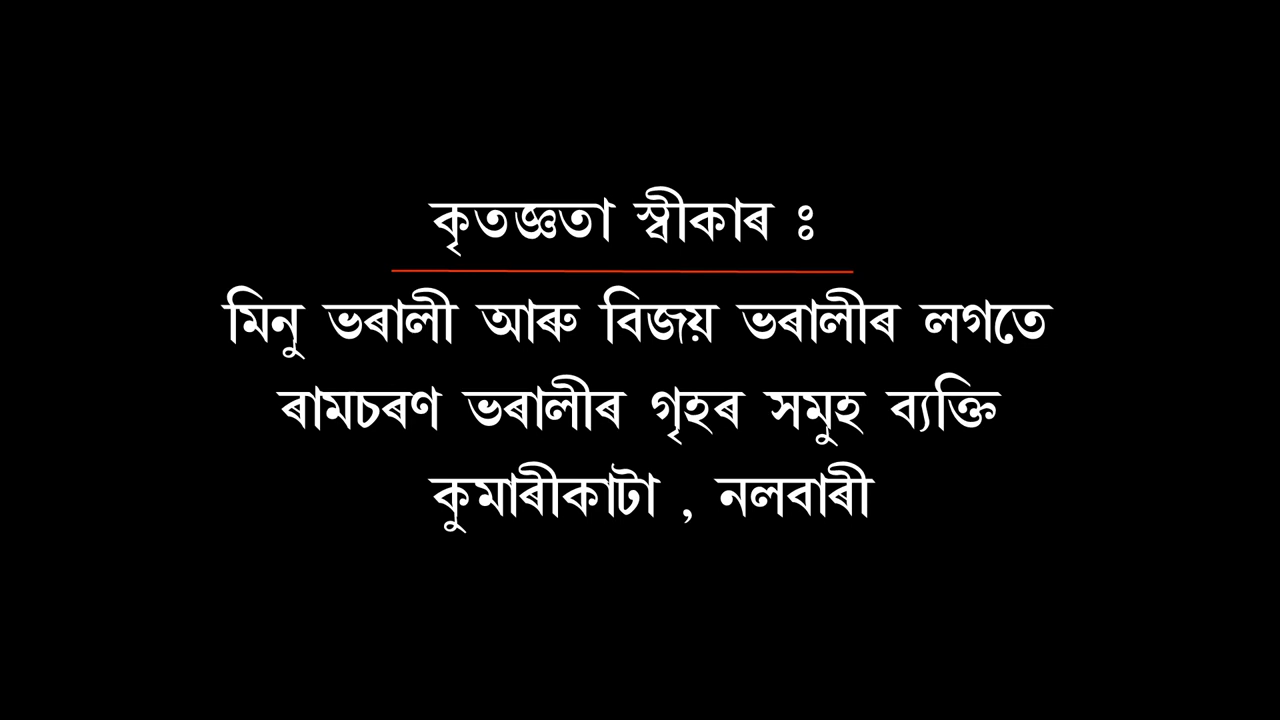 কৃতজ্ঞতা স্বীকাৰ ঃ
মিনু ভৰালী আৰু বিজয় ভৰালীৰ লগতে
ৰামচৰণ ভৰালীৰ গৃহৰ সমুহ ব্যক্তি
কুমাৰীকাটা , নলবাৰী